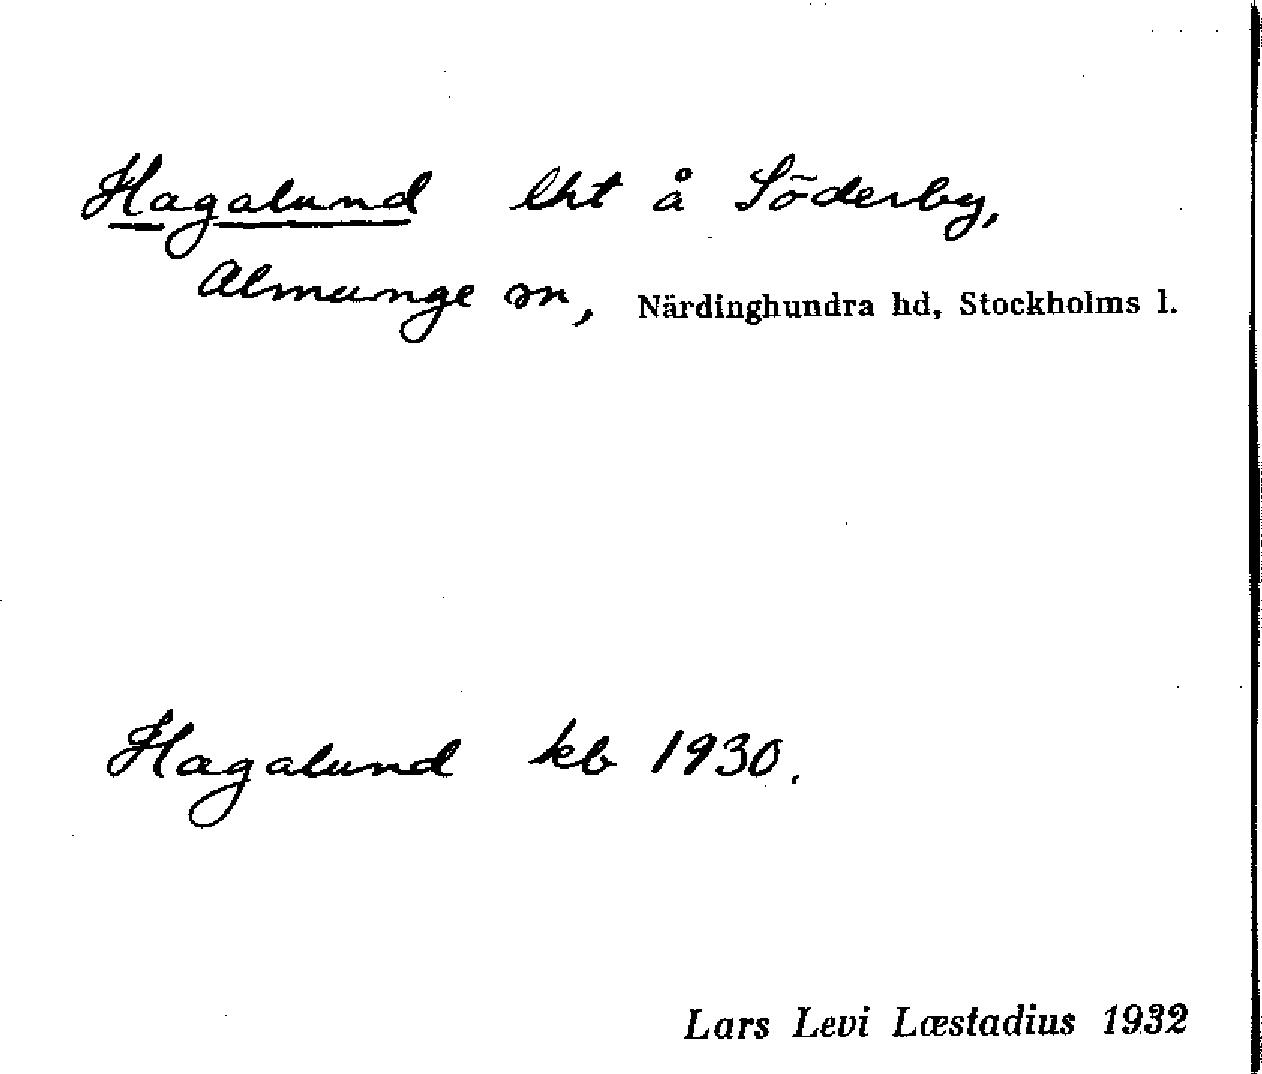 Hagalund lht å Söderby,
Almunge sn, Närdinghundra hd, Stockholms l.
Hagalund kb 1930.
Lars Levi Læstadius 1932